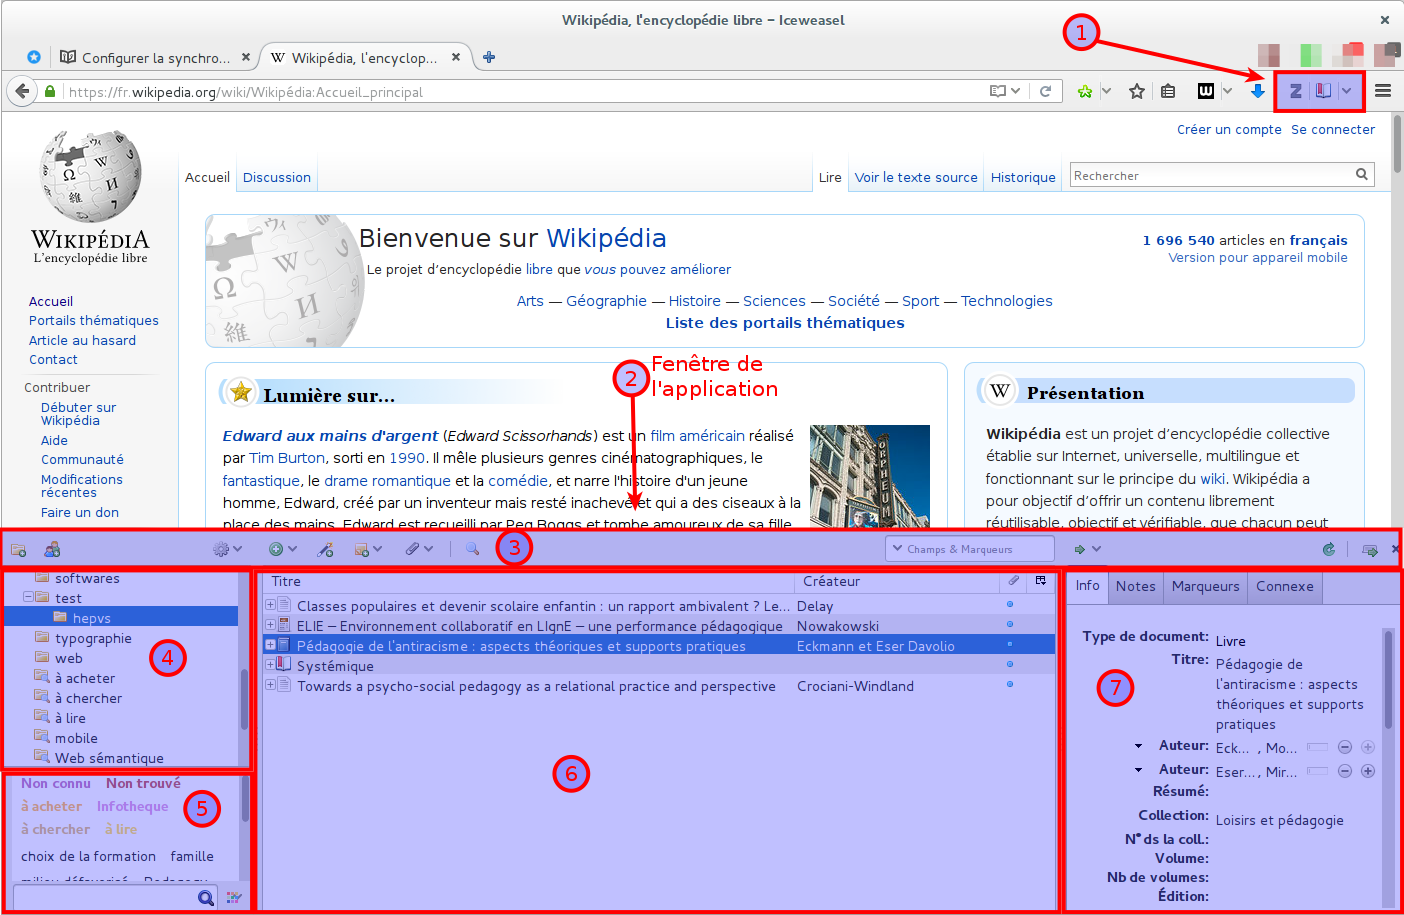 Wikipédia, l'encyclopédie libre – Iceweasel
1
Configurer la synchro...
Wikipédia, l'encyclop...
https://fr.wikipedia.org/wiki/Wikipédia:Accueil_principal
Créer un compte Se connecter
Accueil Discussion
Lire Voir le texte source Historique
Rechercher
WIKIPÉDIA
L'encyclopédie libre
Bienvenue sur Wikipédia
Le projet d'encyclopédie libre que vous pouvez améliorer
1 696 540 articles en français
Version pour appareil mobile
Arts — Géographie — Histoire — Sciences — Société — Sport — Technologies
Liste des portails thématiques
Accueil
Portails thématiques
Article au hasard
Contact
Contribuer
Débuter sur
Wikipédia
Aide
Communauté
Modifications
récentes
Faire un don
2
Fenêtre de
l'application
Lumière sur...
Edward aux mains d'argent (Edward Scissorhands) est un film américain réalisé
par Tim Burton, sorti en 1990. Il mêle plusieurs genres cinématographiques, le
fantastique, le drame romantique et la comédie, et narre l'histoire d'un jeune
homme, Edward, créé par un inventeur mais resté inachevé et qui a des ciseaux à la
place des mains. Edward est recueilli par Peg Boggs et tombe amoureux de sa fille
ORPHEU
Présentation
Wikipédia est un projet d'encyclopédie collective
établie sur Internet, universelle, multilingue et
fonctionnant sur le principe du wiki. Wikipédia a
pour objectif d'offrir un contenu librement
réutilisable, objectif et vérifiable, que chacun peut
3
Champs & Marqueurs
softwares
test
hepvs
typographie
web
à acheter
à chercher
à lire
mobile
Web sémantique
4
Non connu Non trouvé
à acheter Infotheque
à chercher à lire
choix de la formation famille
milieu défavorisé Pedagogy
5
Titre Créateur
Classes populaires et devenir scolaire enfantin : un rapport ambivalent ? Le... Delay
ELIE – Environnement collaboratif en LIgnE – une performance pédagogique Nowakowski
Pédagogie de l'antiracisme : aspects théoriques et supports pratiques Eckmann et Eser Davolio
Systémique
Towards a psycho-social pedagogy as a relational practice and perspective Crociani-Windland
6
Info Notes Marqueurs Connexe
Type de document: Livre
Titre: Pédagogie de
l'antiracisme : aspects
théoriques et supports
pratiques
7
Auteur: Eck... , Mo...
Auteur: Eser... , Mir...
Résumé:
Collection: Loisirs et pédagogie
N° ds la coll.:
Volume:
Nb de volumes:
Édition: